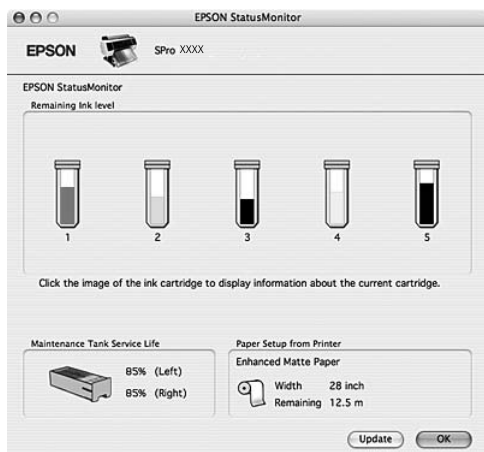 EPSON StatusMonitor
EPSON
SPro XXXX
EPSON StatusMonitor
Remaining Ink level
1 2 3 4 5
Click the image of the ink cartridge to display information about the current cartridge.
Maintenance Tank Service Life
85% (Left)
85% (Right)
Paper Setup from Printer
Enhanced Matte Paper
Width 28 inch
Remaining 12.5 m
Update OK